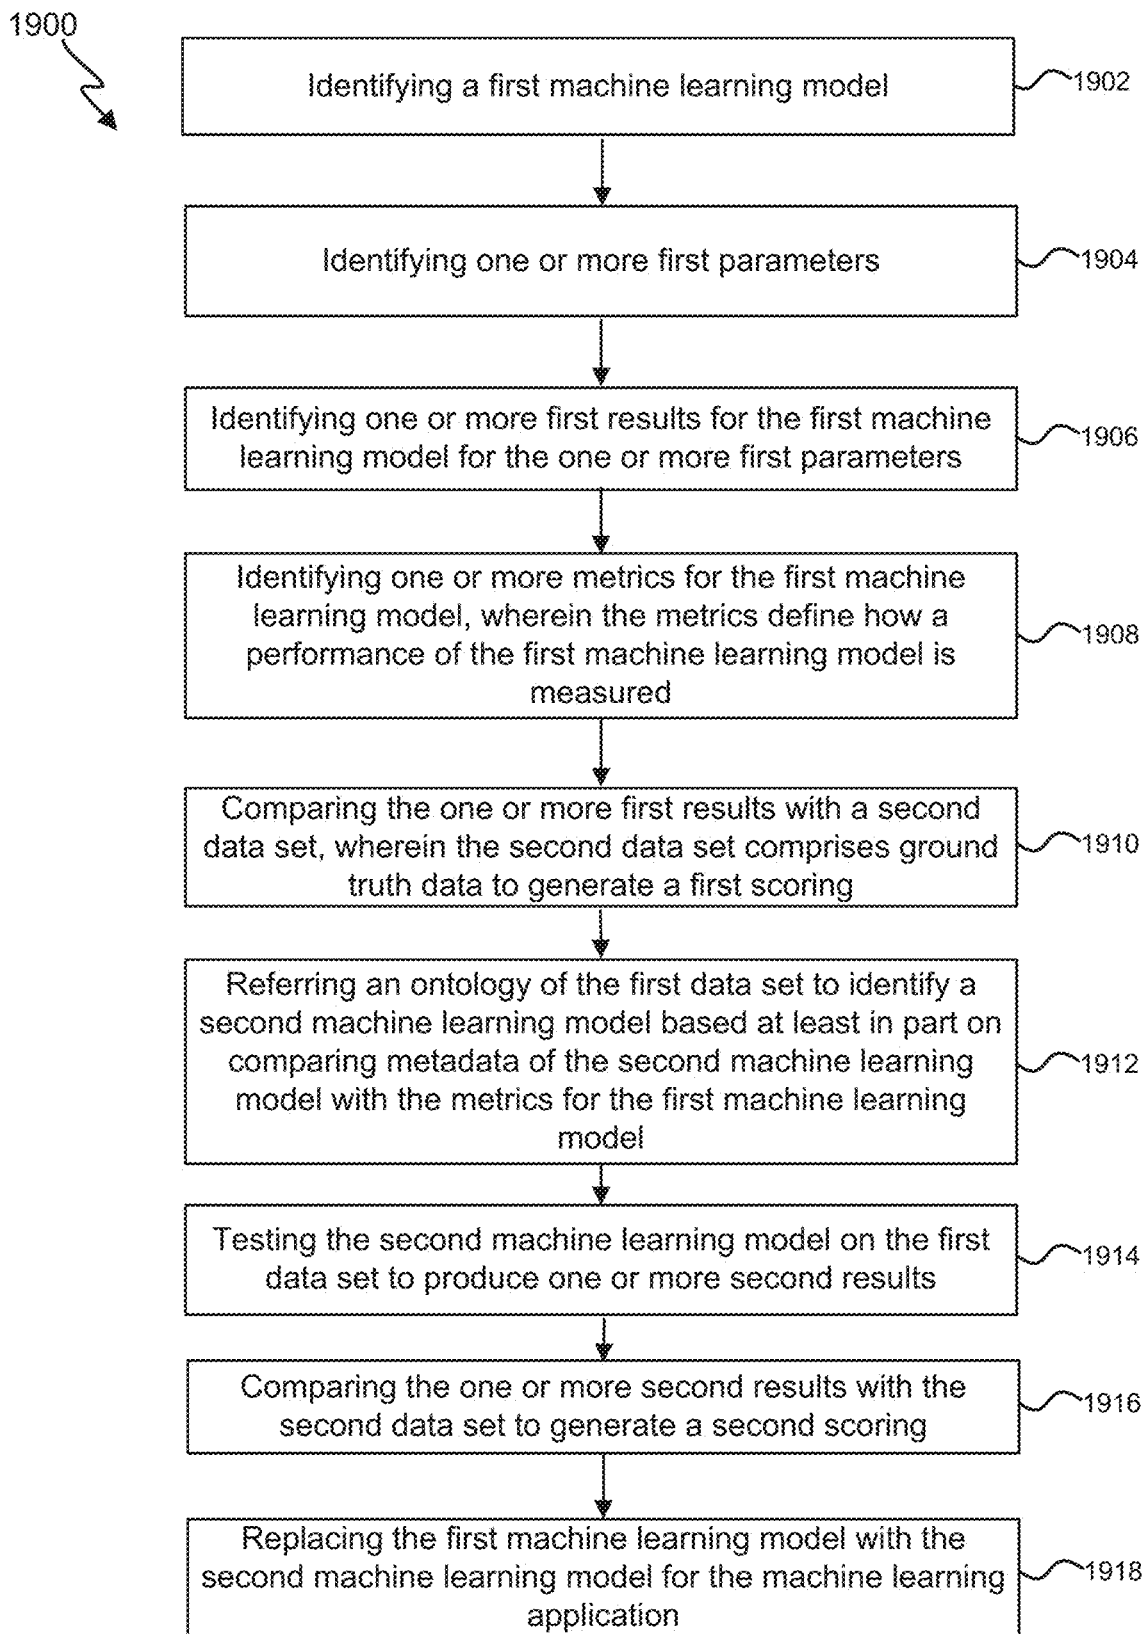 1900
Identifying a first machine learning model
1902
Identifying one or more first parameters
1904
Identifying one or more first results for the first machine
learning model for the one or more first parameters
1906
Identifying one or more metrics for the first machine
learning model, wherein the metrics define how a
performance of the first machine learning model is
measured
1908
Comparing the one or more first results with a second
data set, wherein the second data set comprises ground
truth data to generate a first scoring
1910
Referring an ontology of the first data set to identify a
second machine learning model based at least in part on
comparing metadata of the second machine learning
model with the metrics for the first machine learning
model
1912
Testing the second machine learning model on the first
data set to produce one or more second results
1914
Comparing the one or more second results with the
second data set to generate a second scoring
1916
Replacing the first machine learning model with the
second machine learning model for the machine learning
application
1918